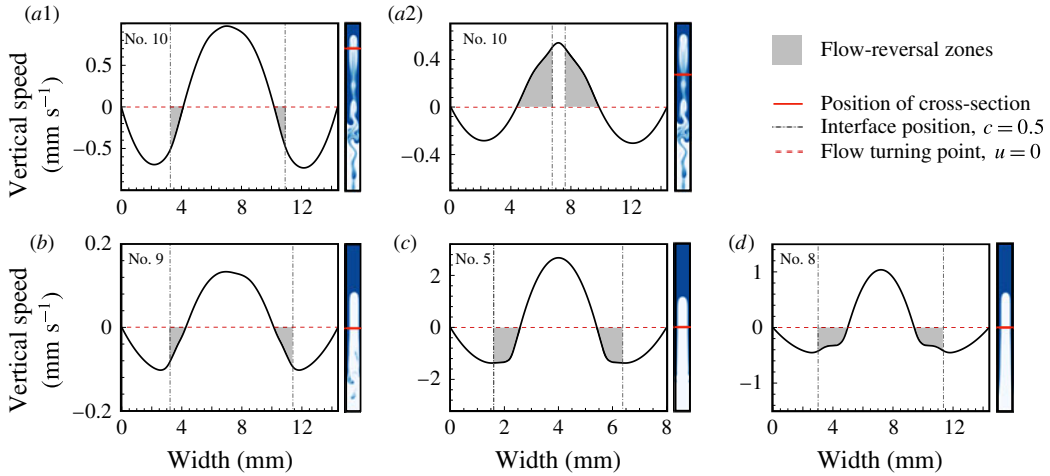 (a1)
(a2)
No. 10
0.5
0
−0.5
0 4 8 12
Vertical speed
(mm s−1)
No. 10
0.4
0
−0.4
0 4 8 12
Flow-reversal zones
Position of cross-section
Interface position, c = 0.5
Flow turning point, u = 0
(b)
(c)
(d)
No. 9
0.2
0
−0.2
0 4 8 12
Vertical speed
(mm s−1)
Width (mm)
No. 5
2
0
−2
0 2 4 6 8
Width (mm)
No. 8
1
0
−1
0 4 8 12
Width (mm)